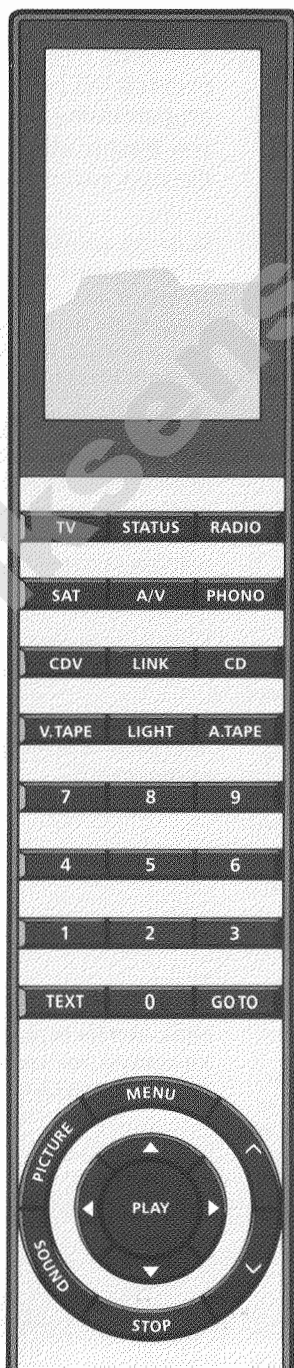 TV STATUS RADIO
SAT A/V PHONO
CDV LINK CD
V.TAPE LIGHT A.TAPE
7 8 9
4 5 6
1 2 3
TEXT 0 GO TO
MENU
PICTURE
PLAY
SOUND
STOP